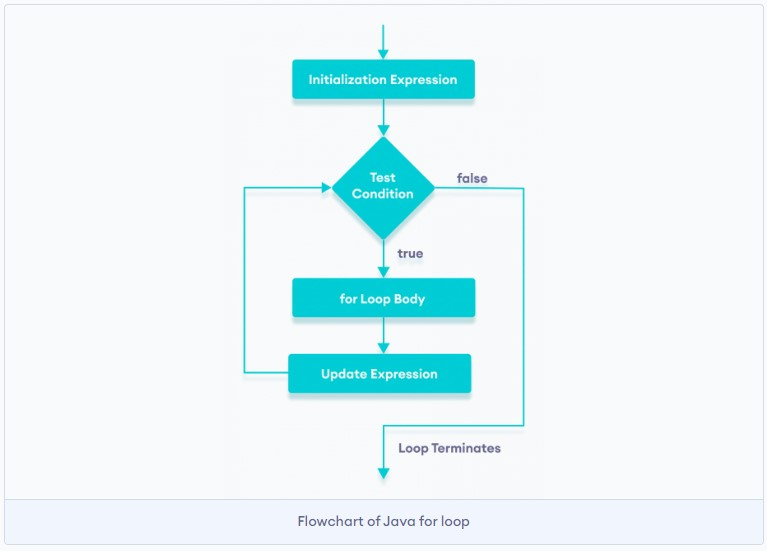 Initialization Expression
Test
Condition
false
true
for Loop Body
Update Expression
Loop Terminates
Flowchart of Java for loop